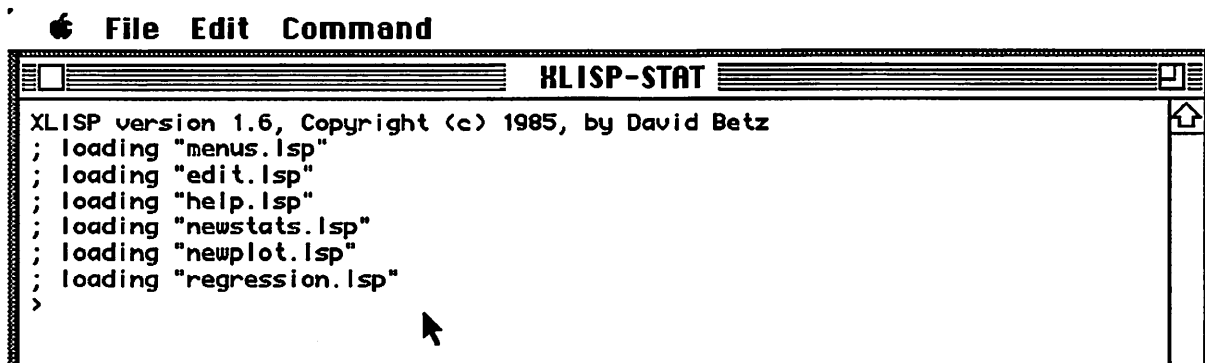 File Edit Command
XLISP-STAT
XLISP version 1.6, Copyright (c) 1985, by David Betz
; loading "menus.lsp"
; loading "edit.lsp"
; loading "help.lsp"
; loading "newstats.lsp"
; loading "newplot.lsp"
; loading "regression.lsp"
>